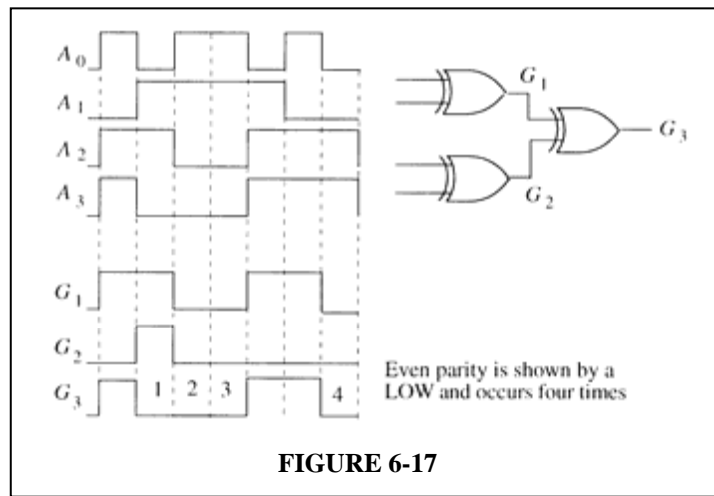 A0
A1
A2
A3
G1
G2
G3
1 2 3 4
G1
G2
G3
Even parity is shown by a
LOW and occurs four times
FIGURE 6-17